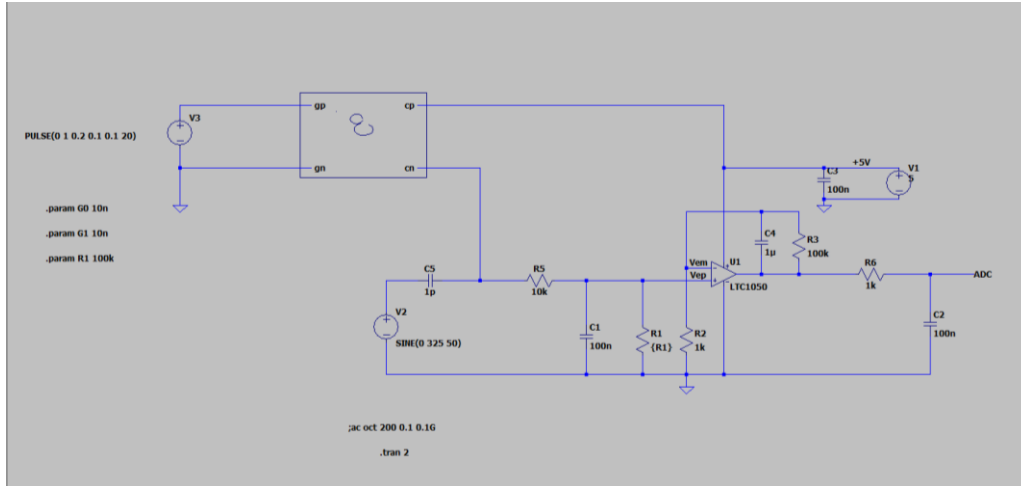 gp
cp
V3
PULSE(0 1 0.2 0.1 0.1 20)
gn
cn
+5V
V1
C3
5
100n
.param G0 10n
.param G1 10n
.param R1 100k
C4
1µ
R3
100k
Vem
U1
Vep
LTC1050
R6
1k
ADC
C5
1p
R5
10k
V2
SINE(0 325 50)
C1
100n
R1
{R1}
R2
1k
C2
100n
;ac oct 200 0.1 0.1G
.tran 2